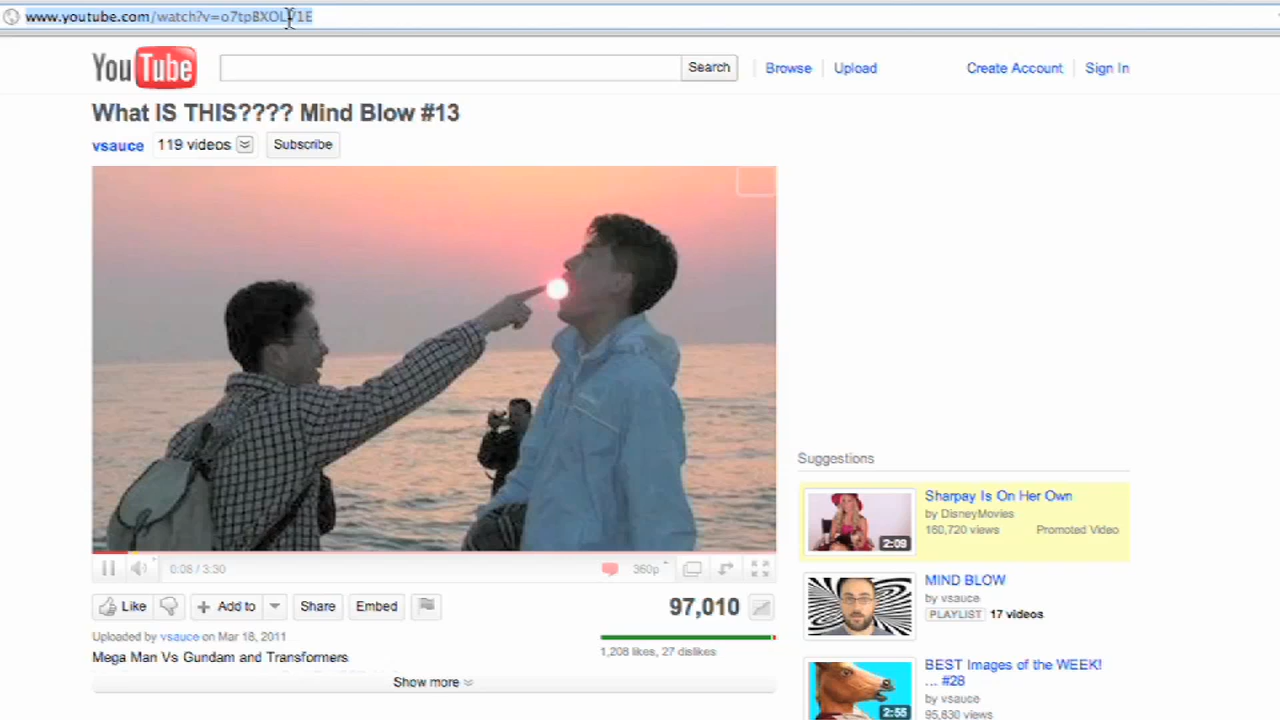 www.youtube.com/watch?v=o7tpBXOLV1E
YouTube
Search
Browse
Upload
Create Account
Sign In
What IS THIS???? Mind Blow #13
vsauce
119 videos
Subscribe
0:08 / 3:30
360p
Like
Add to
Share
Embed
97,010
Uploaded by vsauce on Mar 18, 2011
1,208 likes, 27 dislikes
Mega Man Vs Gundam and Transformers
Show more
Suggestions
2:09
Sharpay Is On Her Own
by DisneyMovies
160,720 views
Promoted Video
MIND BLOW
by vsauce
PLAYLIST 17 videos
2:55
BEST Images of the WEEK!
... #28
by vsauce
95,830 views